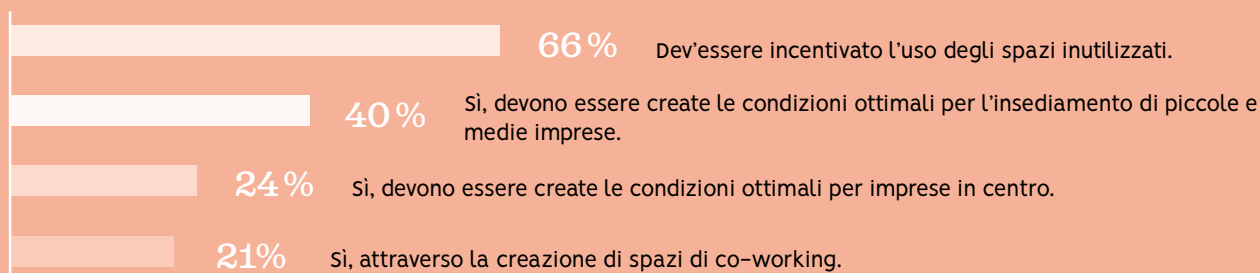 66 % Dev’essere incentivato l’uso degli spazi inutilizzati.
40 % Sì, devono essere create le condizioni ottimali per l’insediamento di piccole e
medie imprese.
24 % Sì, devono essere create le condizioni ottimali per imprese in centro.
21% Sì, attraverso la creazione di spazi di co-working.